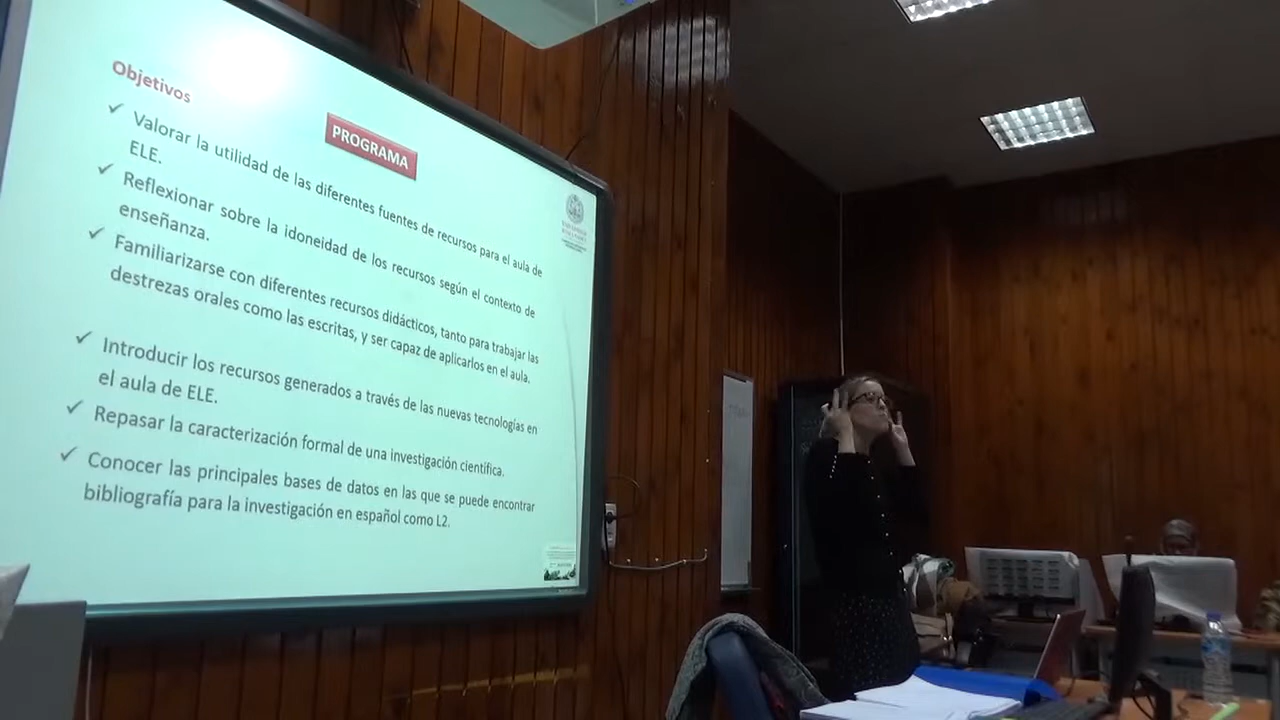 Objetivos
PROGRAMA
✓ Valorar la utilidad de las diferentes fuentes de recursos para el aula de
ELE.
✓ Reflexionar sobre la idoneidad de los recursos según el contexto de
enseñanza.
✓ Familiarizarse con diferentes recursos didácticos, tanto para trabajar las
destrezas orales como las escritas, y ser capaz de aplicarlos en el aula.
✓ Introducir los recursos generados a través de las nuevas tecnologías en
el aula de ELE.
✓ Repasar la caracterización formal de una investigación científica.
✓ Conocer las principales bases de datos en las que se puede encontrar
bibliografía para la investigación en español como L2.